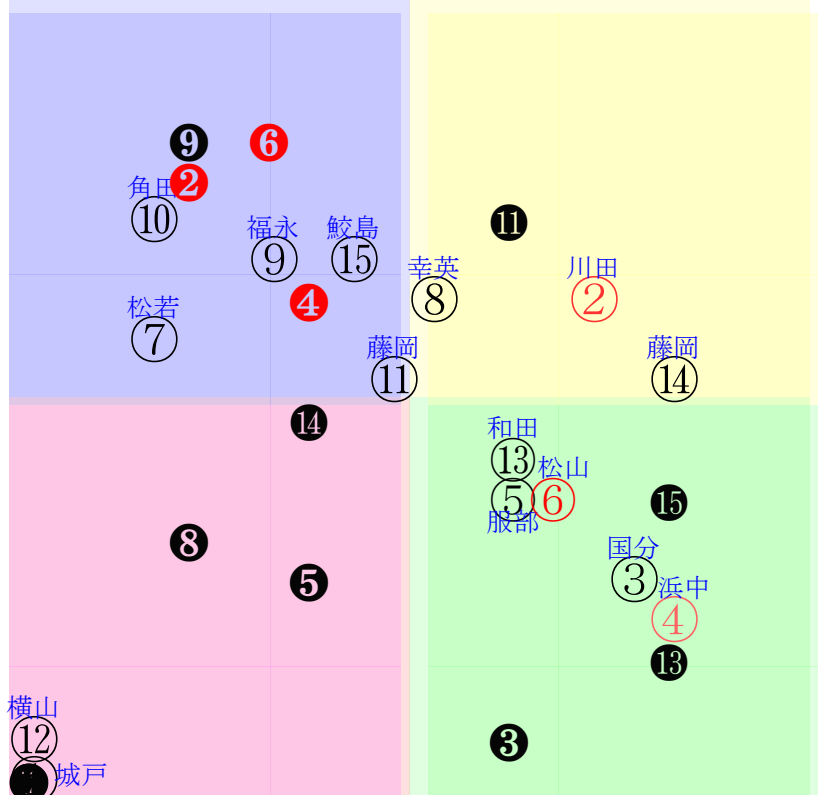 ❾ ❻
角田 ❷
⑩ ⓫
福永 鮫島
⑨ ⑮ 幸英 川田
❹ ⑧ ②
松若
⑦ 藤岡 藤岡
⑪ ⑭
⓮ 和田
⑬ 松山
⑤ ⑥ ⓯
服部
❽ 国分
❺ ③ 浜中
④
⓭
横山
⑫ ❸
城戸